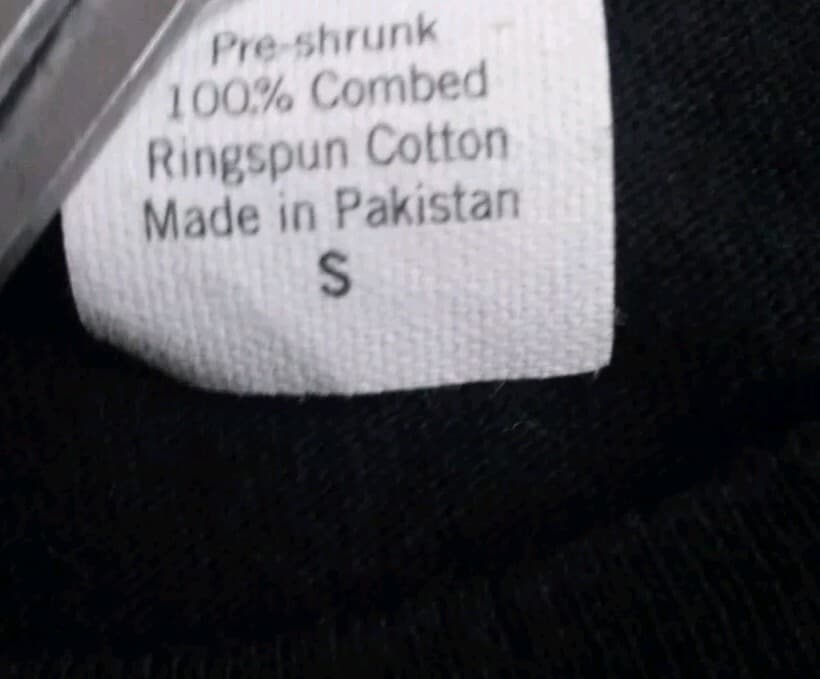 Pre-shrunk
100% Combed
Ringspun Cotton
Made in Pakistan
S